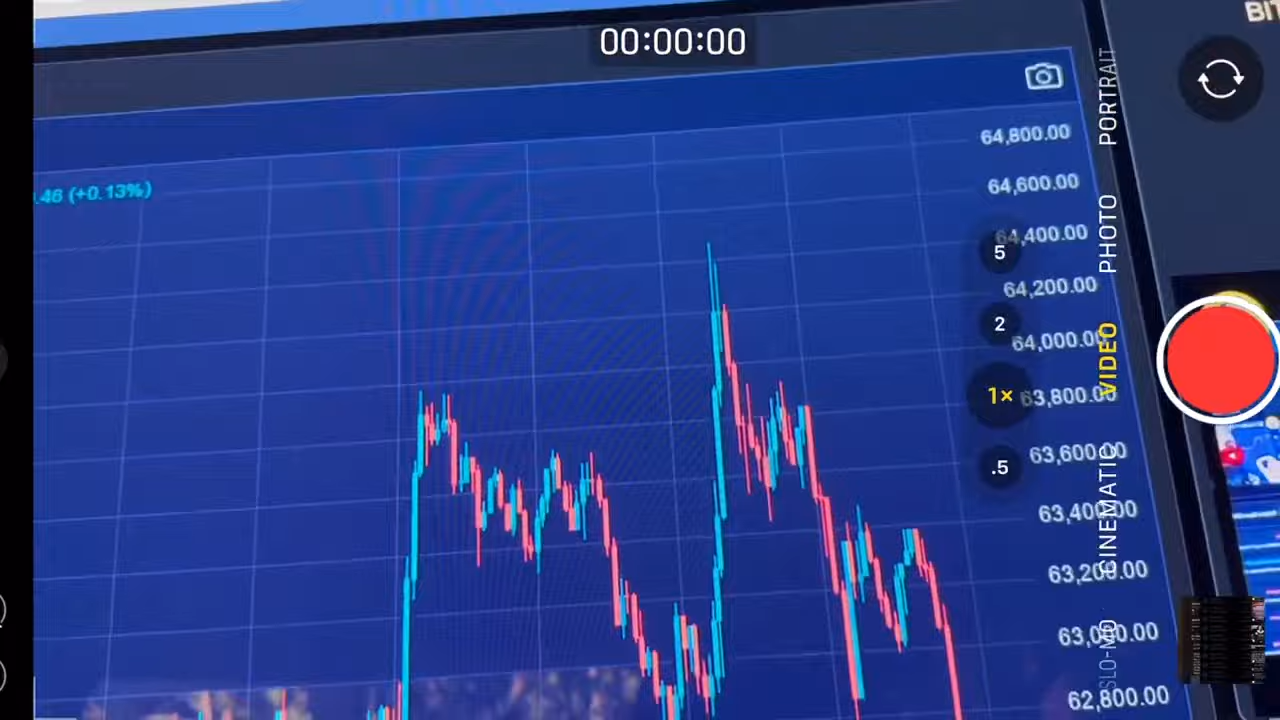 00:00:00
BIT
.46 (+0.13%)
64,800.00
64,600.00
64,400.00
64,200.00
64,000.00
63,800.00
63,600.00
63,400.00
63,200.00
63,000.00
62,800.00
5
2
1×
.5
PORTRAIT
PHOTO
VIDEO
CINEMATIC
SLO-MO